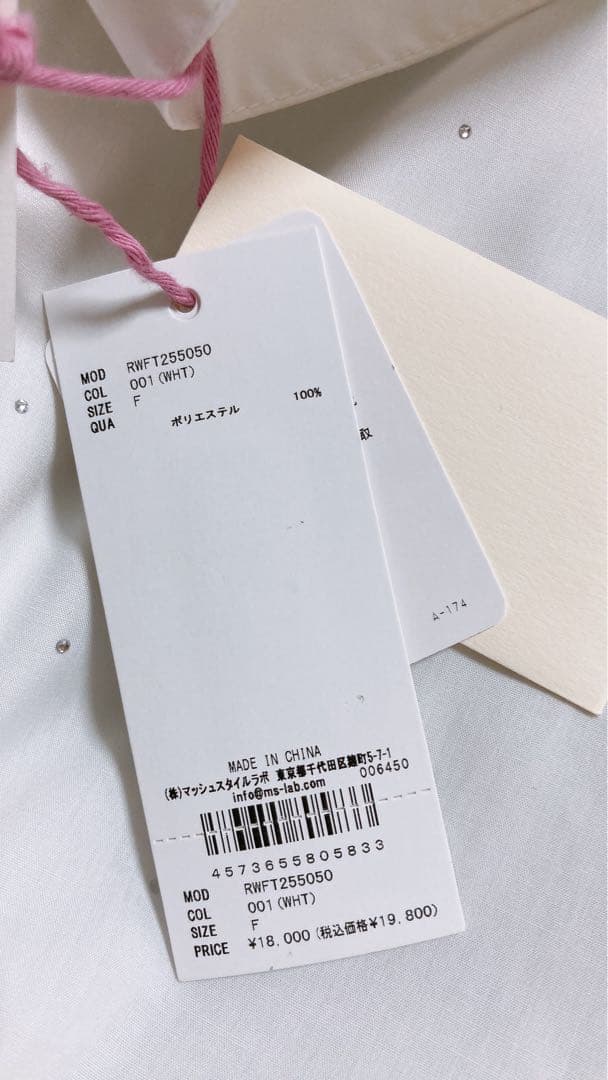 MOD RWFT255050
COL 001(WHT)
SIZE F
QUA ポリエステル 100%
取
A-174
MADE IN CHINA
(株)マッシュスタイルラボ 東京都千代田区麹町5-7-1
info@ms-lab.com 006450
4573655805833
MOD RWFT255050
COL 001(WHT)
SIZE F
PRICE ¥18,000(税込価格¥19,800)